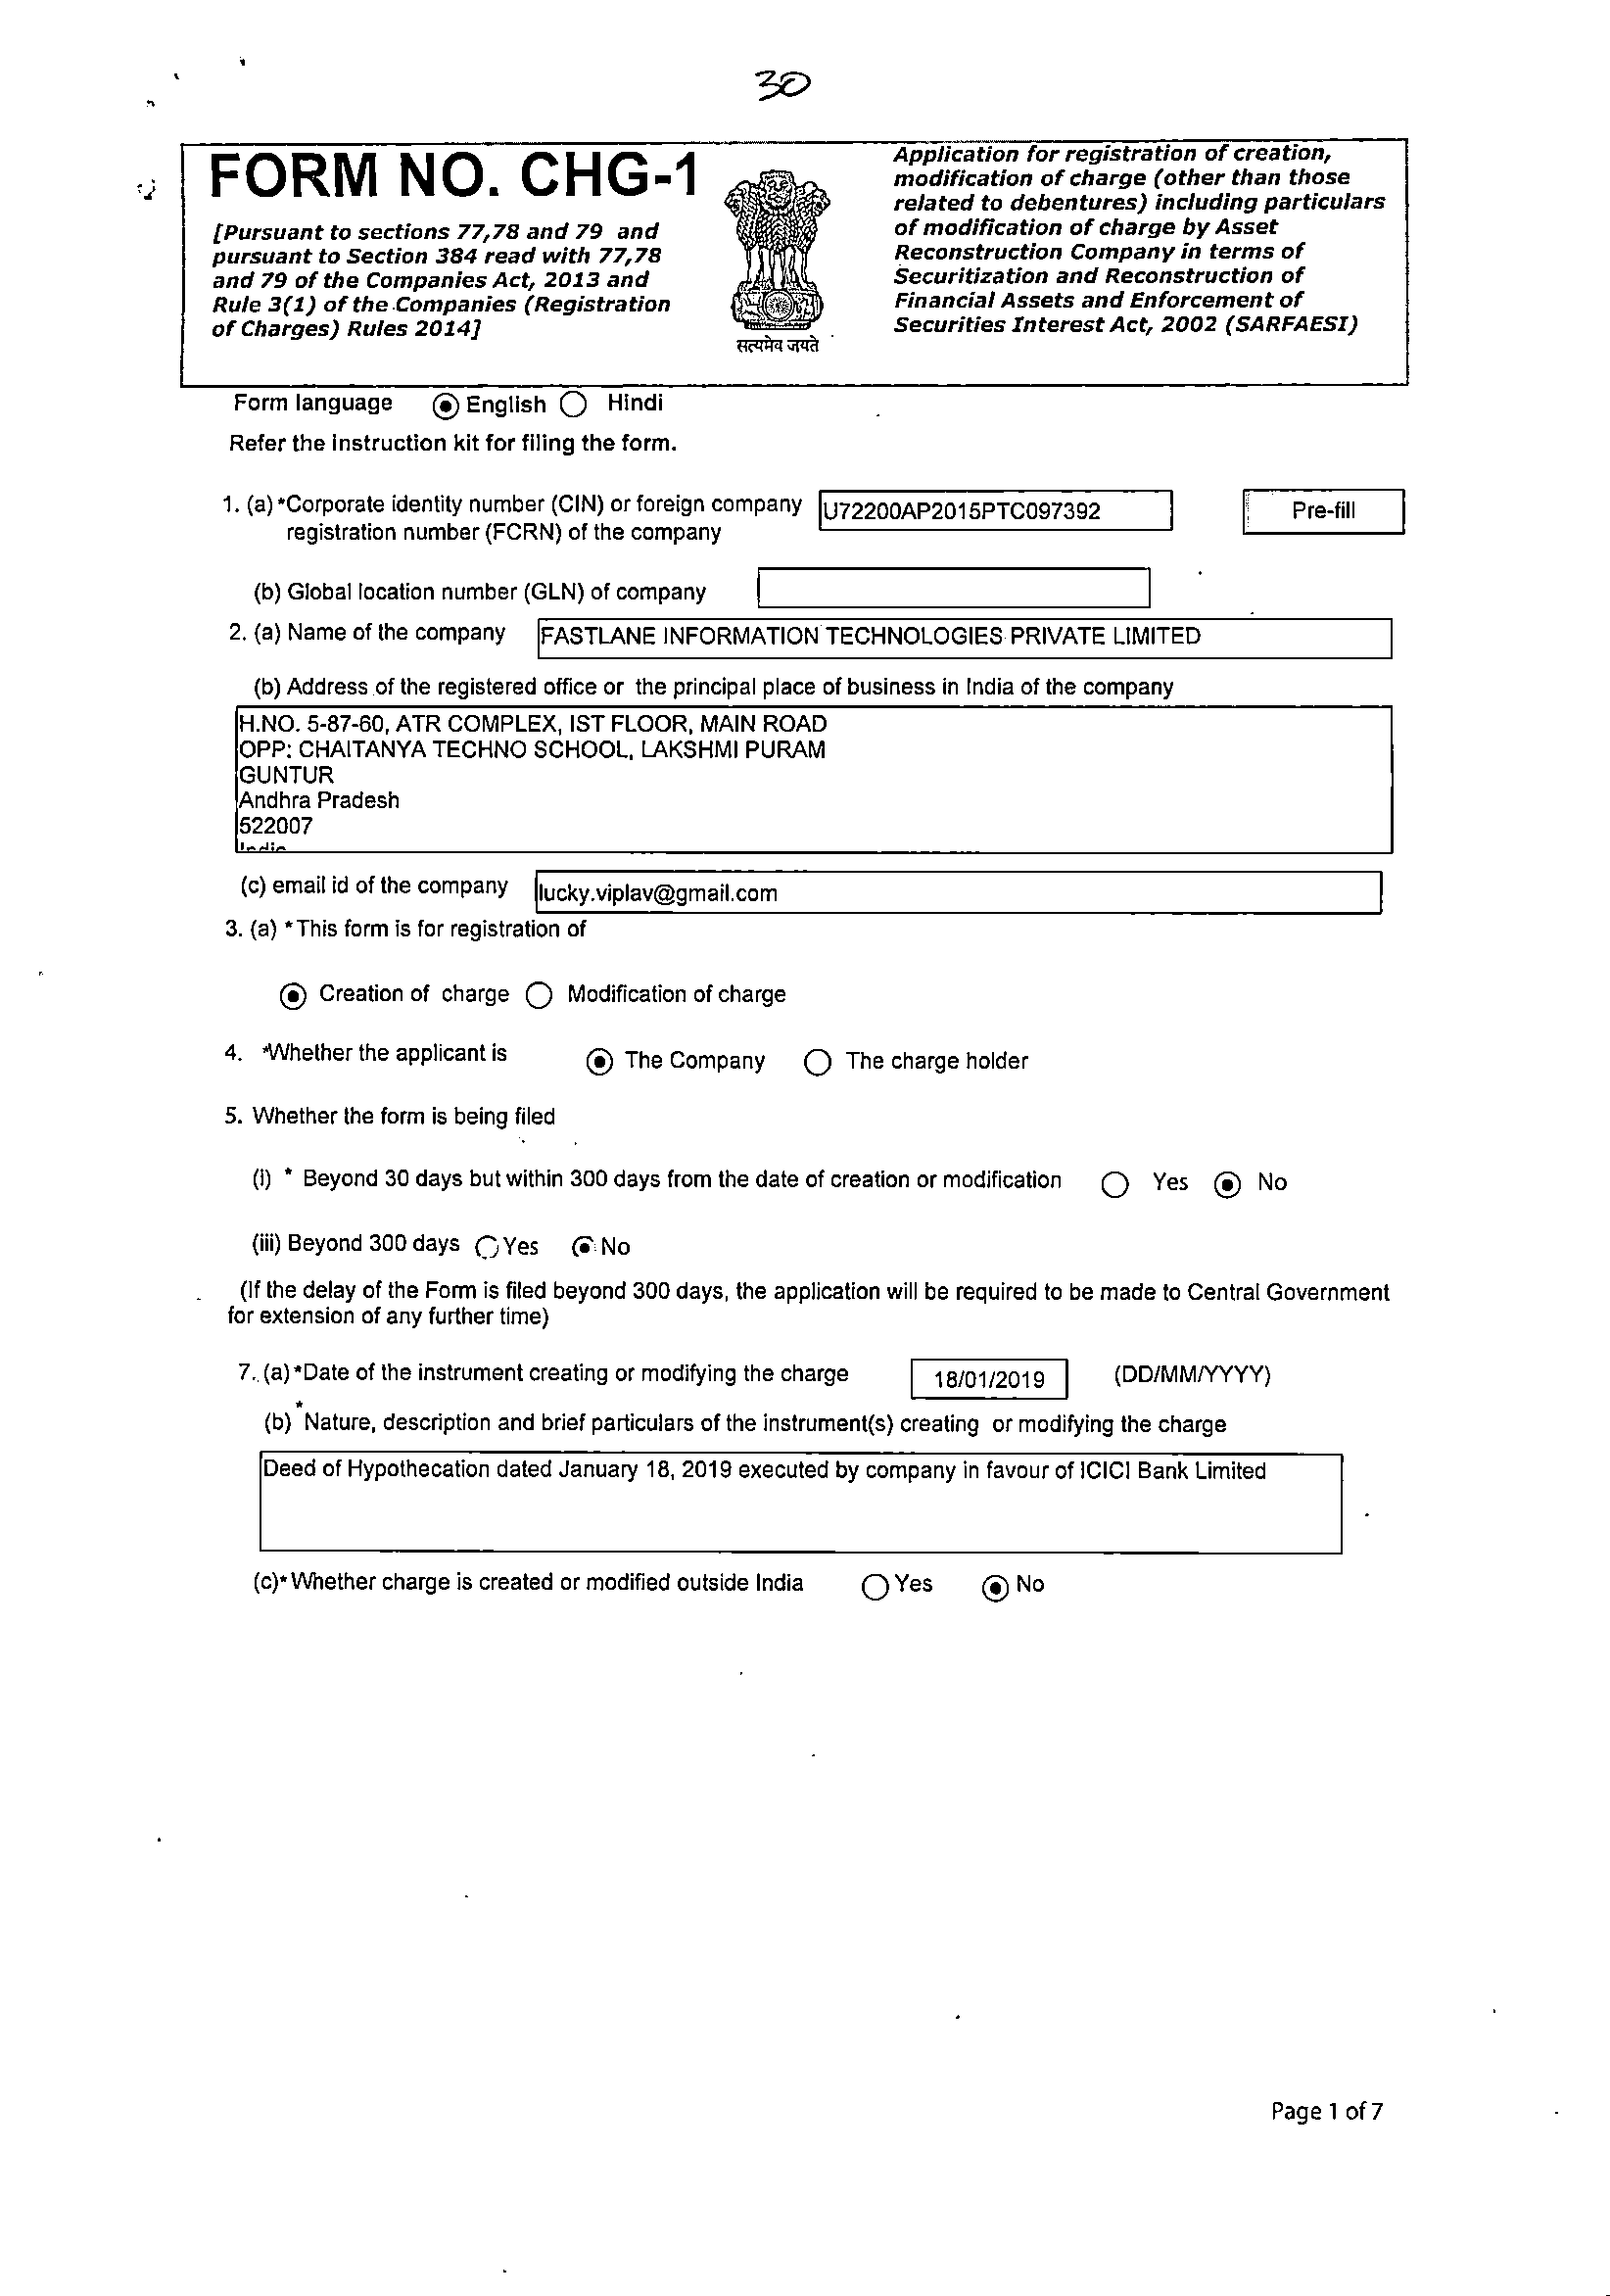 30
FORM NO. CHG-1
[Pursuant to sections 77,78 and 79 and
pursuant to Section 384 read with 77,78
and 79 of the Companies Act, 2013 and
Rule 3(1) of the Companies (Registration
of Charges) Rules 2014]
सत्यमेव जयते
Application for registration of creation,
modification of charge (other than those
related to debentures) including particulars
of modification of charge by Asset
Reconstruction Company in terms of
Securitization and Reconstruction of
Financial Assets and Enforcement of
Securities Interest Act, 2002 (SARFAESI)
Form language English Hindi
Refer the instruction kit for filing the form.
1. (a) *Corporate identity number (CIN) or foreign company U72200AP2015PTC097392 Pre-fill
registration number (FCRN) of the company
(b) Global location number (GLN) of company
2. (a) Name of the company FASTLANE INFORMATION TECHNOLOGIES PRIVATE LIMITED
(b) Address of the registered office or the principal place of business in India of the company
H.NO. 5-87-60, ATR COMPLEX, IST FLOOR, MAIN ROAD
OPP: CHAITANYA TECHNO SCHOOL, LAKSHMI PURAM
GUNTUR
Andhra Pradesh
522007
India
(c) email id of the company lucky.viplav@gmail.com
3. (a) *This form is for registration of
Creation of charge Modification of charge
4. *Whether the applicant is The Company The charge holder
5. Whether the form is being filed
(i) * Beyond 30 days but within 300 days from the date of creation or modification Yes No
(iii) Beyond 300 days Yes No
(If the delay of the Form is filed beyond 300 days, the application will be required to be made to Central Government
for extension of any further time)
7. (a) *Date of the instrument creating or modifying the charge 18/01/2019 (DD/MM/YYYY)
(b) *Nature, description and brief particulars of the instrument(s) creating or modifying the charge
Deed of Hypothecation dated January 18, 2019 executed by company in favour of ICICI Bank Limited
(c)*Whether charge is created or modified outside India Yes No
Page 1 of 7